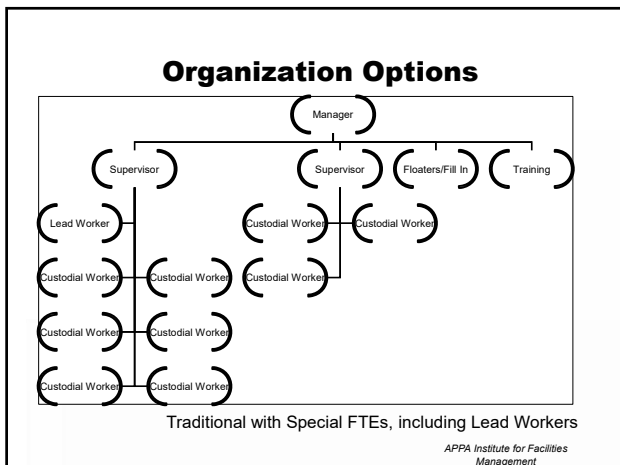 Organization Options
Manager
Supervisor Supervisor Floaters/Fill In Training
Lead Worker Custodial Worker Custodial Worker
Custodial Worker Custodial Worker Custodial Worker
Custodial Worker Custodial Worker
Custodial Worker Custodial Worker
Traditional with Special FTEs, including Lead Workers
APPA Institute for Facilities
Management